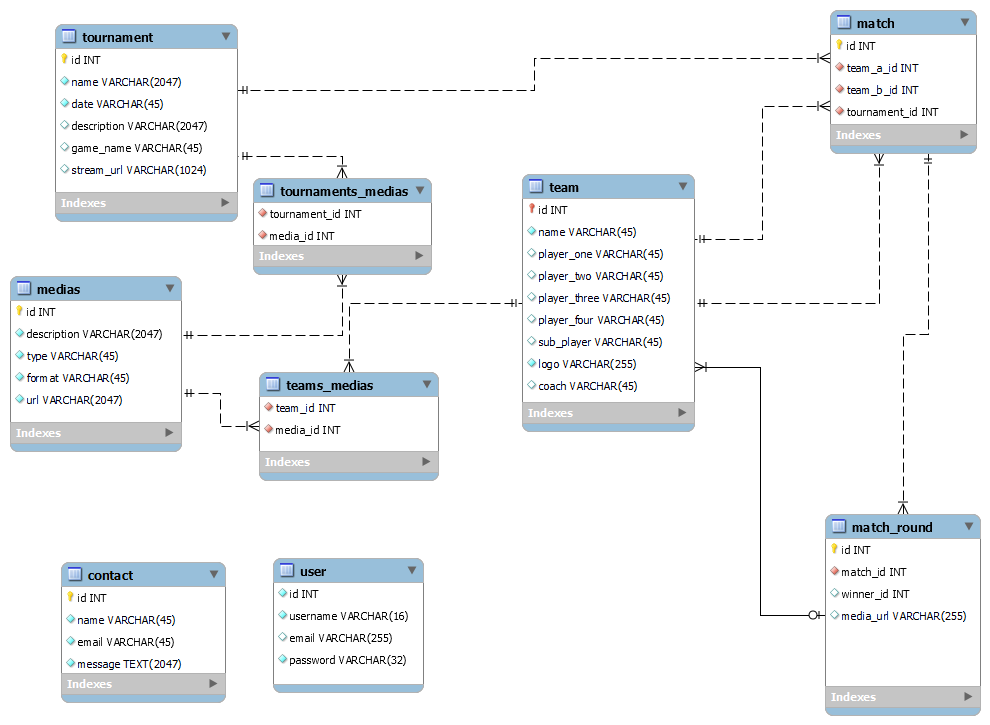 tournament
id INT
name VARCHAR(2047)
date VARCHAR(45)
description VARCHAR(2047)
game_name VARCHAR(45)
stream_url VARCHAR(1024)
Indexes
match
id INT
team_a_id INT
team_b_id INT
tournament_id INT
Indexes
tournaments_medias
tournament_id INT
media_id INT
Indexes
team
id INT
name VARCHAR(45)
player_one VARCHAR(45)
player_two VARCHAR(45)
player_three VARCHAR(45)
player_four VARCHAR(45)
sub_player VARCHAR(45)
logo VARCHAR(255)
coach VARCHAR(45)
Indexes
medias
id INT
description VARCHAR(2047)
type VARCHAR(45)
format VARCHAR(45)
url VARCHAR(2047)
Indexes
teams_medias
team_id INT
media_id INT
Indexes
match_round
id INT
match_id INT
winner_id INT
media_url VARCHAR(255)
Indexes
contact
id INT
name VARCHAR(45)
email VARCHAR(45)
message TEXT(2047)
Indexes
user
id INT
username VARCHAR(16)
email VARCHAR(255)
password VARCHAR(32)